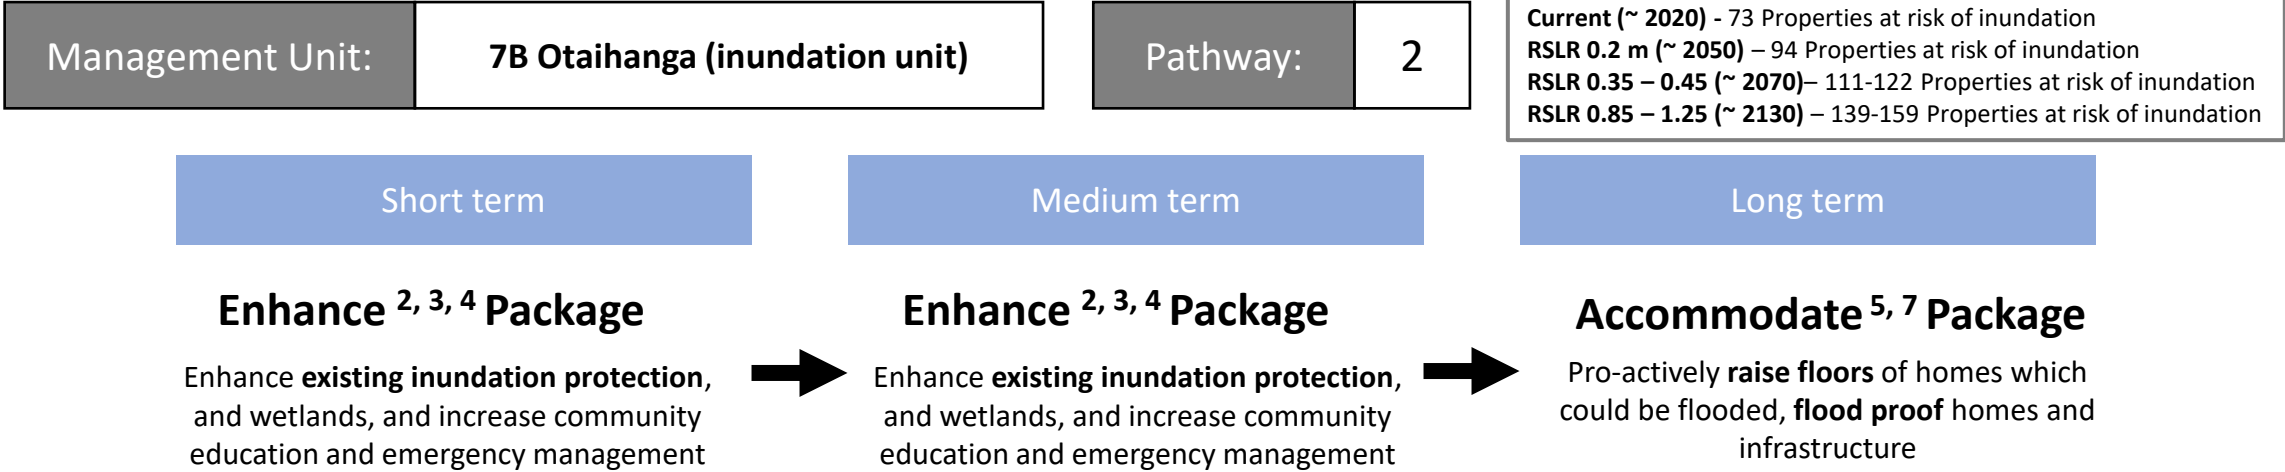 Management Unit:
7B Otaihanga (inundation unit)
Pathway:
2
Current (~ 2020) - 73 Properties at risk of inundation
RSLR 0.2 m (~ 2050) – 94 Properties at risk of inundation
RSLR 0.35 – 0.45 (~ 2070)– 111-122 Properties at risk of inundation
RSLR 0.85 – 1.25 (~ 2130) – 139-159 Properties at risk of inundation
Short term
Enhance 2, 3, 4 Package
Enhance existing inundation protection,
and wetlands, and increase community
education and emergency management
Medium term
Enhance 2, 3, 4 Package
Enhance existing inundation protection,
and wetlands, and increase community
education and emergency management
Long term
Accommodate 5, 7 Package
Pro-actively raise floors of homes which
could be flooded, flood proof homes and
infrastructure